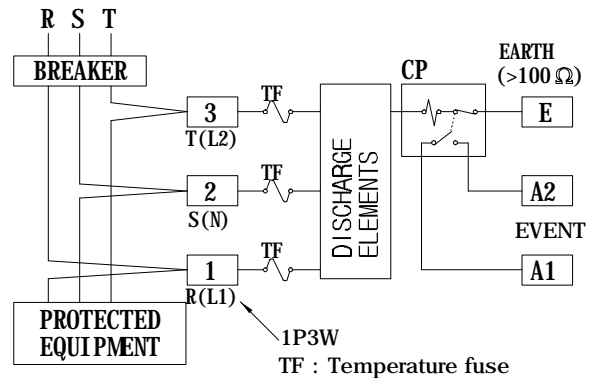 R S T
BREAKER
EARTH
(>100 Ω)
CP
TF
3
T(L2)
E
TF
2
S(N)
DISCHARGE
ELEMENTS
A2
EVENT
TF
1
R(L1)
A1
PROTECTED
EQUIPMENT
1P3W
TF : Temperature fuse